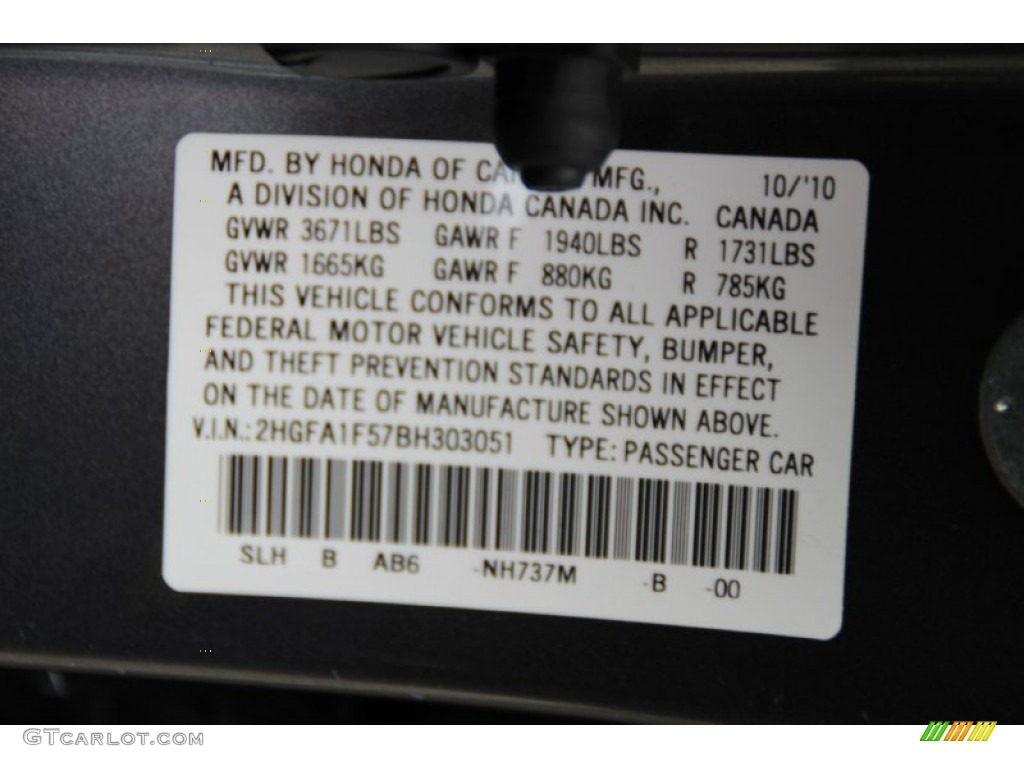 MFD. BY HONDA OF MFG., 10/'10
A DIVISION OF HONDA CANADA INC. CANADA
GVWR 3671LBS GAWR F 1940LBS R 1731LBS
GVWR 1665KG GAWR F 880KG R 785KG
THIS VEHICLE CONFORMS TO ALL APPLICABLE
FEDERAL MOTOR VEHICLE SAFETY, BUMPER,
AND THEFT PREVENTION STANDARDS IN EFFECT
ON THE DATE OF MANUFACTURE SHOWN ABOVE.
V.I.N.: 2HGFA1F57BH303051 TYPE: PASSENGER CAR
SLH B AB6 -NH737M -B -00
GTCARLOT.COM